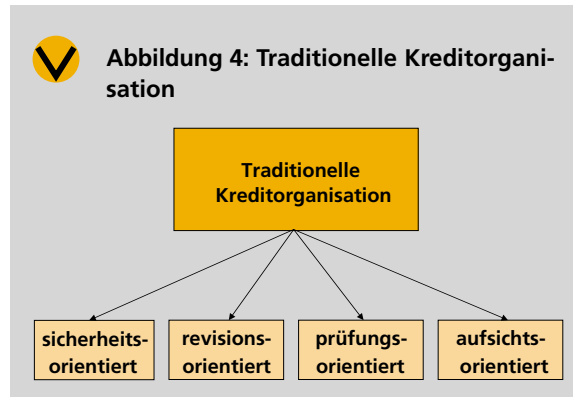 Abbildung 4: Traditionelle Kreditorgani-
sation
Traditionelle
Kreditorganisation
sicherheits-
orientiert
revisions-
orientiert
prüfungs-
orientiert
aufsichts-
orientiert